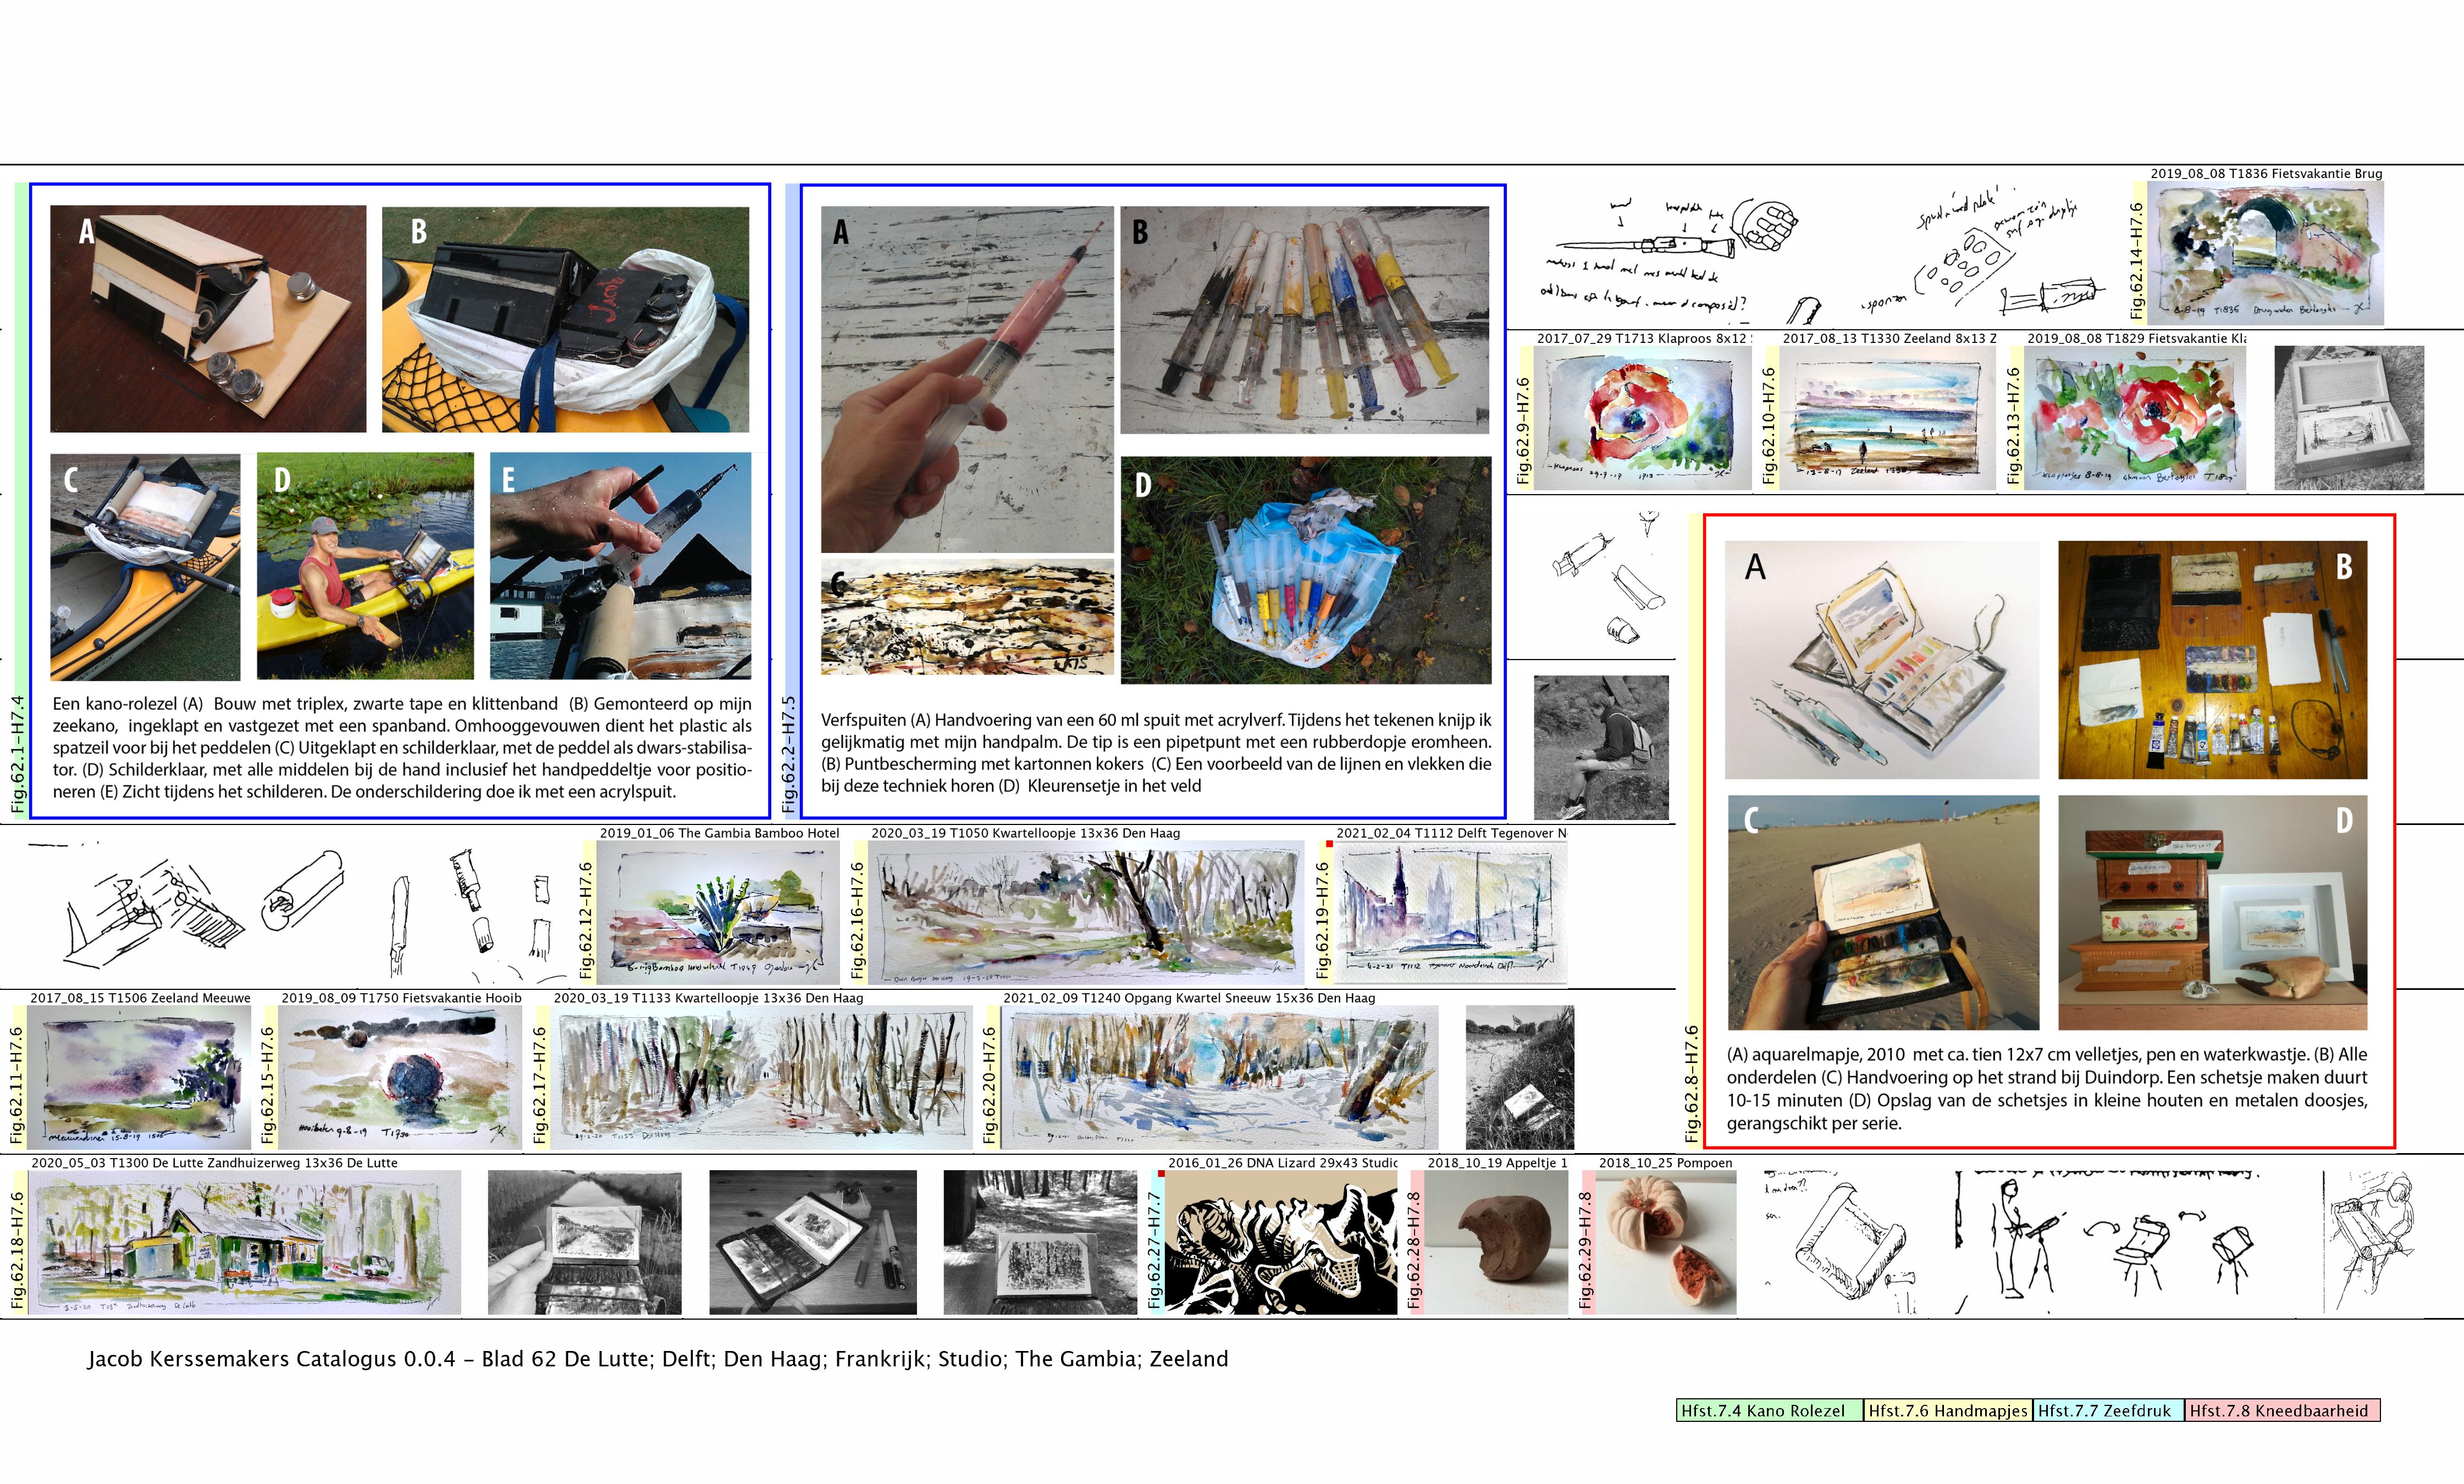 2019_08_08 T1836 Fietsvakantie Brug
Fig.62.14-H7.6
A
B
C
D
E
Jacob
Een kano-rolezel (A) Bouw met triplex, zwarte tape en klittenband (B) Gemonteerd op mijn
zeekano, ingeklapt en vastgezet met een spanband. Omhooggevouwen dient het plastic als
spatzeil voor bij het peddelen (C) Uitgeklapt en schilderklaar, met de peddel als dwars-stabilisa-
tor. (D) Schilderklaar, met alle middelen bij de hand inclusief het handpeddeltje voor positio-
neren (E) Zicht tijdens het schilderen. De onderschildering doe ik met een acrylspuit.
Fig.62.1-H7.4
A
B
C
D
Verfspuiten (A) Handvoering van een 60 ml spuit met acrylverf. Tijdens het tekenen knijp ik
gelijkmatig met mijn handpalm. De tip is een pipetpunt met een rubberdopje eromheen.
(B) Puntbescherming met kartonnen kokers (C) Een voorbeeld van de lijnen en vlekken die
bij deze techniek horen (D) Kleurensetje in het veld
Fig.62.2-H7.5
2017_07_29 T1713 Klaproos 8x12
Fig.62.9-H7.6
2017_08_13 T1330 Zeeland 8x13 Z
Fig.62.10-H7.6
2019_08_08 T1829 Fietsvakantie Kla
Fig.62.13-H7.6
A
B
C
D
(A) aquarelmapje, 2010 met ca. tien 12x7 cm velletjes, pen en waterkwastje. (B) Alle
onderdelen (C) Handvoering op het strand bij Duindorp. Een schetsje maken duurt
10-15 minuten (D) Opslag van de schetsjes in kleine houten en metalen doosjes,
gerangschikt per serie.
Fig.62.8-H7.6
2019_01_06 The Gambia Bamboo Hotel
Fig.62.12-H7.6
2020_03_19 T1050 Kwartelloopje 13x36 Den Haag
Fig.62.16-H7.6
2021_02_04 T1112 Delft Tegenover N
Fig.62.19-H7.6
2017_08_15 T1506 Zeeland Meeuwe
Fig.62.11-H7.6
2019_08_09 T1750 Fietsvakantie Hooib
Fig.62.15-H7.6
2020_03_19 T1133 Kwartelloopje 13x36 Den Haag
Fig.62.17-H7.6
2021_02_09 T1240 Opgang Kwartel Sneeuw 15x36 Den Haag
Fig.62.20-H7.6
2020_05_03 T1300 De Lutte Zandhuizerweg 13x36 De Lutte
Fig.62.18-H7.6
2016_01_26 DNA Lizard 29x43 Studio
Fig.62.27-H7.7
2018_10_19 Appeltje 1
Fig.62.28-H7.8
2018_10_25 Pompoen
Fig.62.29-H7.8
Jacob Kerssemakers Catalogus 0.0.4 - Blad 62 De Lutte; Delft; Den Haag; Frankrijk; Studio; The Gambia; Zeeland
Hfst.7.4 Kano Rolezel
Hfst.7.6 Handmapjes
Hfst.7.7 Zeefdruk
Hfst.7.8 Kneedbaarheid